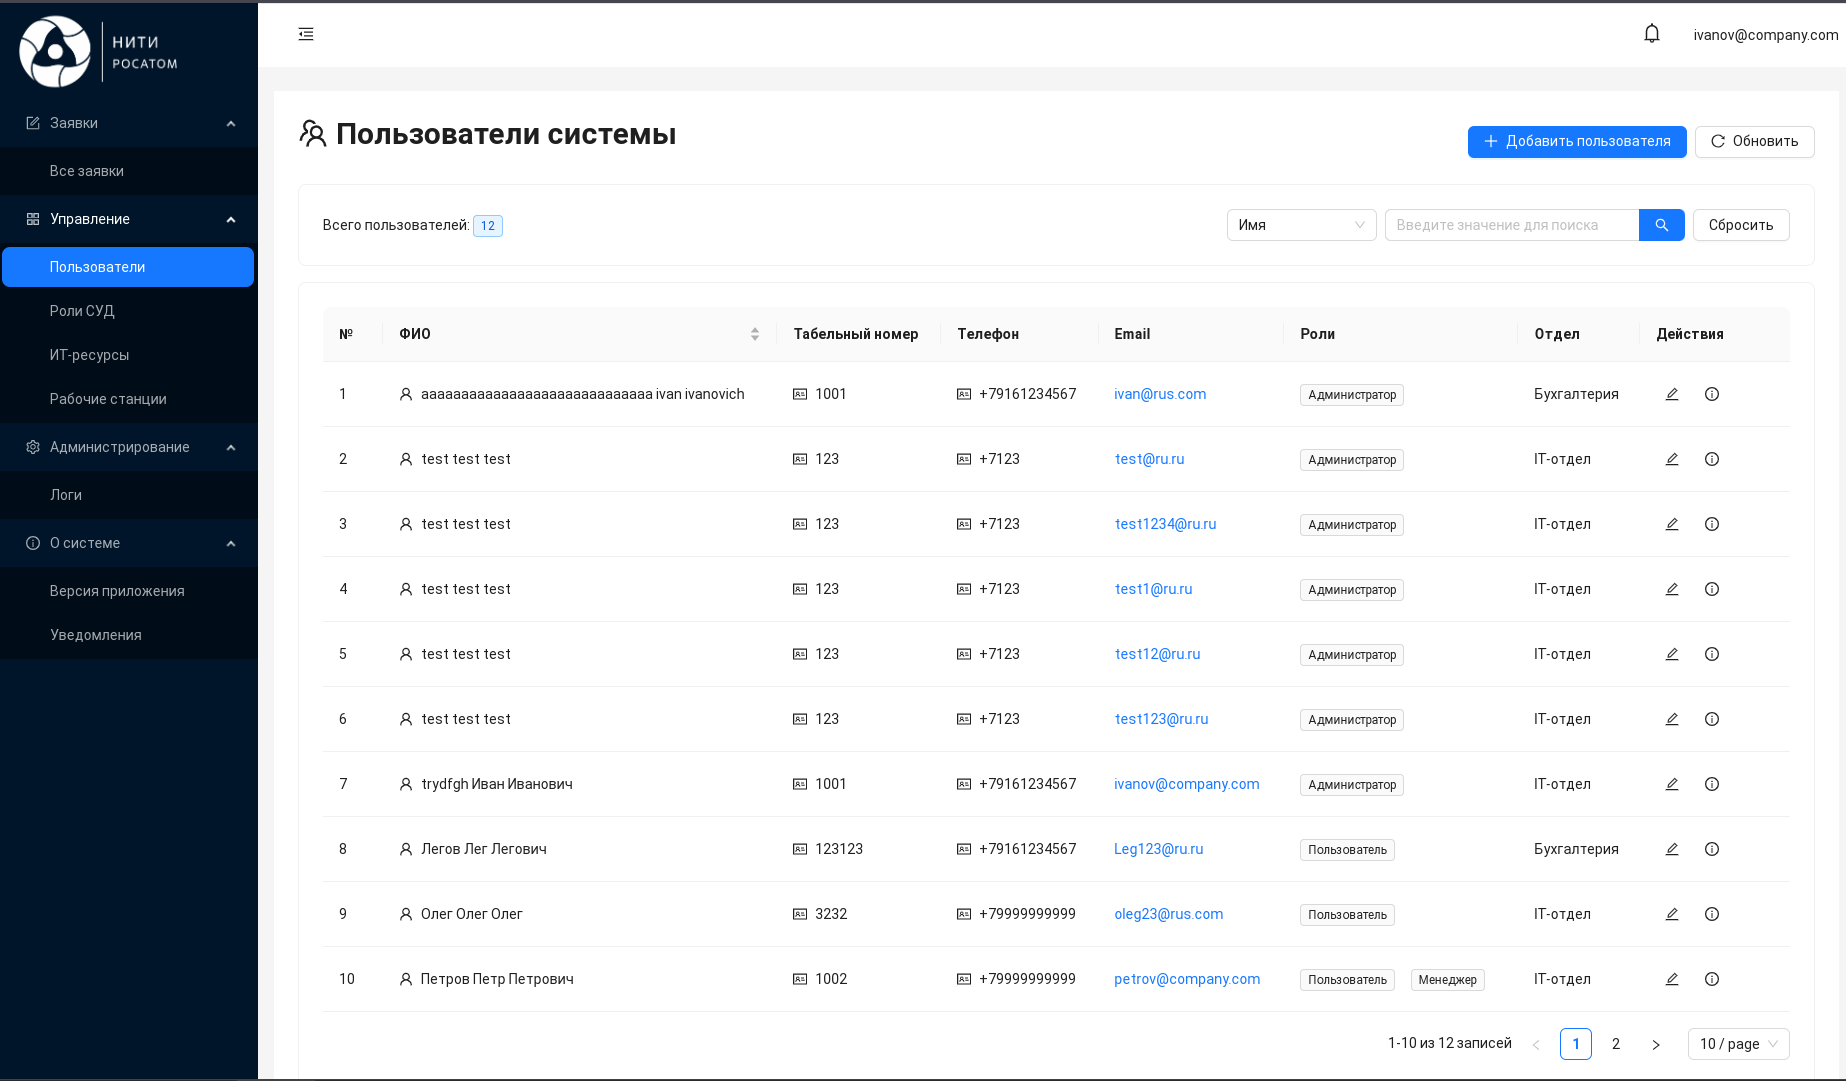 НИТИ
РОСАТОМ
ivanov@company.com
Заявки
Все заявки
Управление
Пользователи
Роли СУД
ИТ-ресурсы
Рабочие станции
Администрирование
Логи
О системе
Версия приложения
Уведомления
Пользователи системы
Добавить пользователя
Обновить
Всего пользователей: 12
Имя
Введите значение для поиска
Сбросить
№ ФИО Табельный номер Телефон Email Роли Отдел Действия
1 aaaaaaaaaaaaaaaaaaaaaaaaaaaaa ivan ivanovich 1001 +79161234567 ivan@rus.com Администратор Бухгалтерия
2 test test test 123 +7123 test@ru.ru Администратор IT-отдел
3 test test test 123 +7123 test1234@ru.ru Администратор IT-отдел
4 test test test 123 +7123 test1@ru.ru Администратор IT-отдел
5 test test test 123 +7123 test12@ru.ru Администратор IT-отдел
6 test test test 123 +7123 test123@ru.ru Администратор IT-отдел
7 trydfgh Иван Иванович 1001 +79161234567 ivanov@company.com Администратор IT-отдел
8 Легов Лег Легович 123123 +79161234567 Leg123@ru.ru Пользователь Бухгалтерия
9 Олег Олег Олег 3232 +79999999999 oleg23@rus.com Пользователь IT-отдел
10 Петров Петр Петрович 1002 +79999999999 petrov@company.com Пользователь Менеджер IT-отдел
1-10 из 12 записей 1 2 10 / page